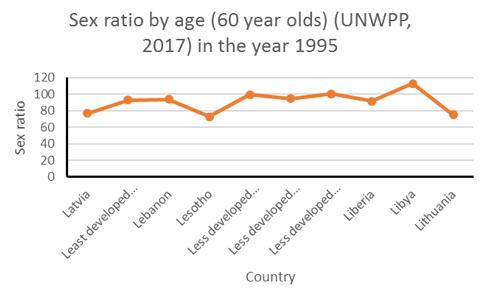 Sex ratio by age (60 year olds) (UNWPP,
2017) in the year 1995
120
100
80
60
40
20
0
Sex ratio
Latvia
Least developed...
Lebanon
Lesotho
Less developed...
Less developed...
Less developed...
Liberia
Libya
Lithuania
Country